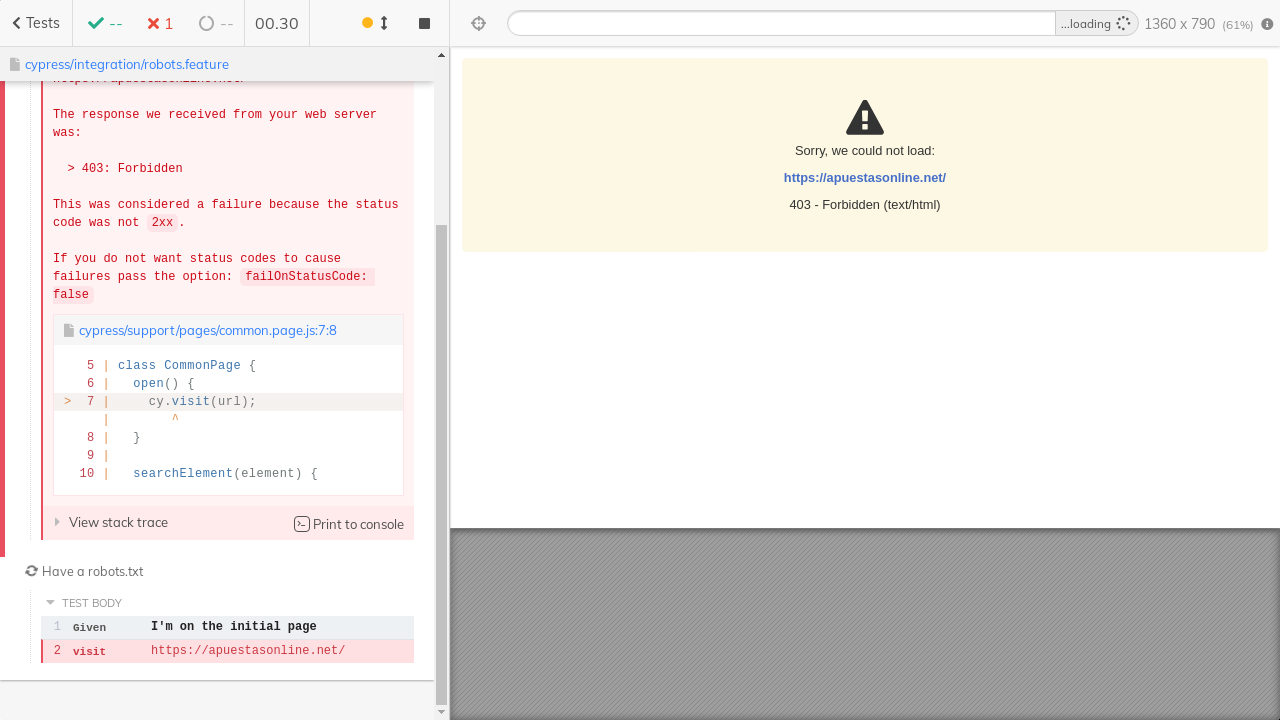 Tests
--
1
--
00.30
...loading
1360 x 790 (61%)
cypress/integration/robots.feature
The response we received from your web server
was:
> 403: Forbidden
This was considered a failure because the status
code was not 2xx.
If you do not want status codes to cause
failures pass the option: failOnStatusCode:
false
cypress/support/pages/common.page.js:7:8
5 | class CommonPage {
6 |   open() {
> 7 |     cy.visit(url);
|        ^
8 |   }
9 |
10 |   searchElement(element) {
View stack trace
Print to console
Have a robots.txt
TEST BODY
1 Given I'm on the initial page
2 visit https://apuestasonline.net/
Sorry, we could not load:
https://apuestasonline.net/
403 - Forbidden (text/html)